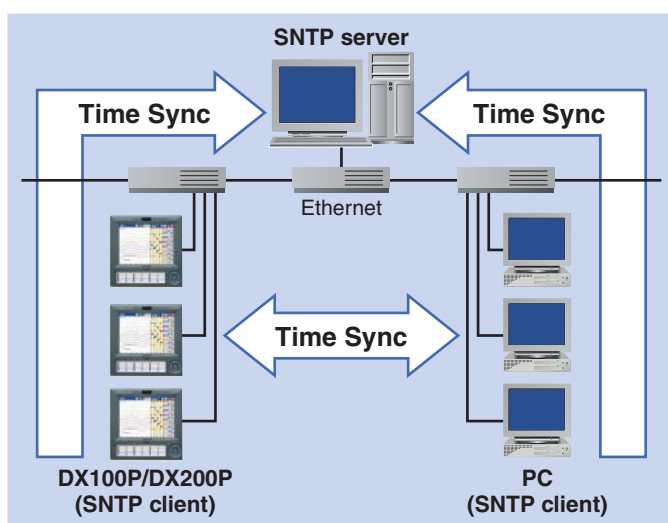 SNTP server
Time Sync
Time Sync
Ethernet
Time Sync
DX100P/DX200P
(SNTP client)
PC
(SNTP client)